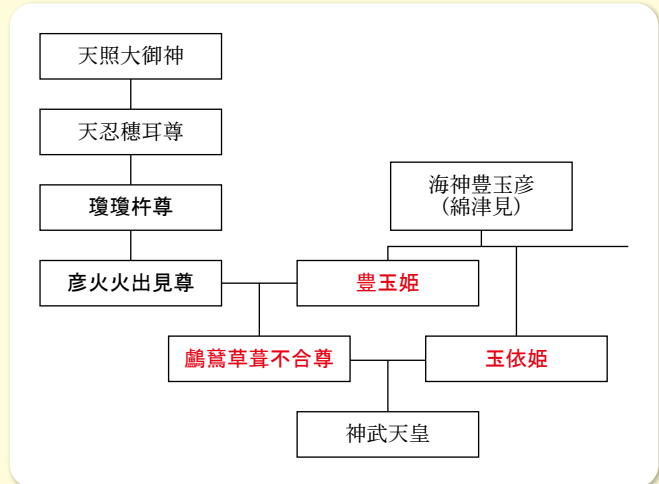 天照大御神
天忍穗耳尊
瓊瓊杵尊
海神豊玉彦
（綿津見）
彦火火出見尊
豊玉姫
鸕鶿草葺不合尊
玉依姫
神武天皇